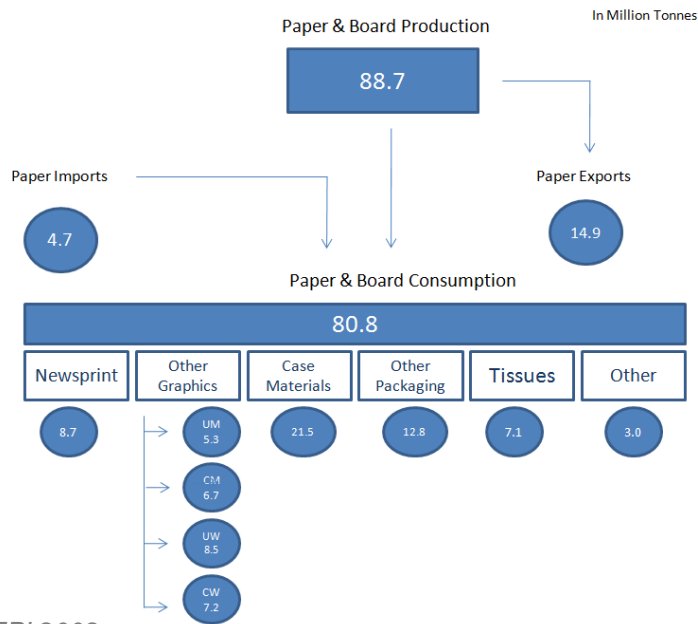 In Million Tonnes
Paper & Board Production
88.7
Paper Imports
Paper Exports
4.7
14.9
Paper & Board Consumption
80.8
Newsprint
Other
Graphics
Case
Materials
Other
Packaging
Tissues
Other
8.7
UM
5.3
21.5
12.8
7.1
3.0
CM
6.7
UW
8.5
CW
7.2